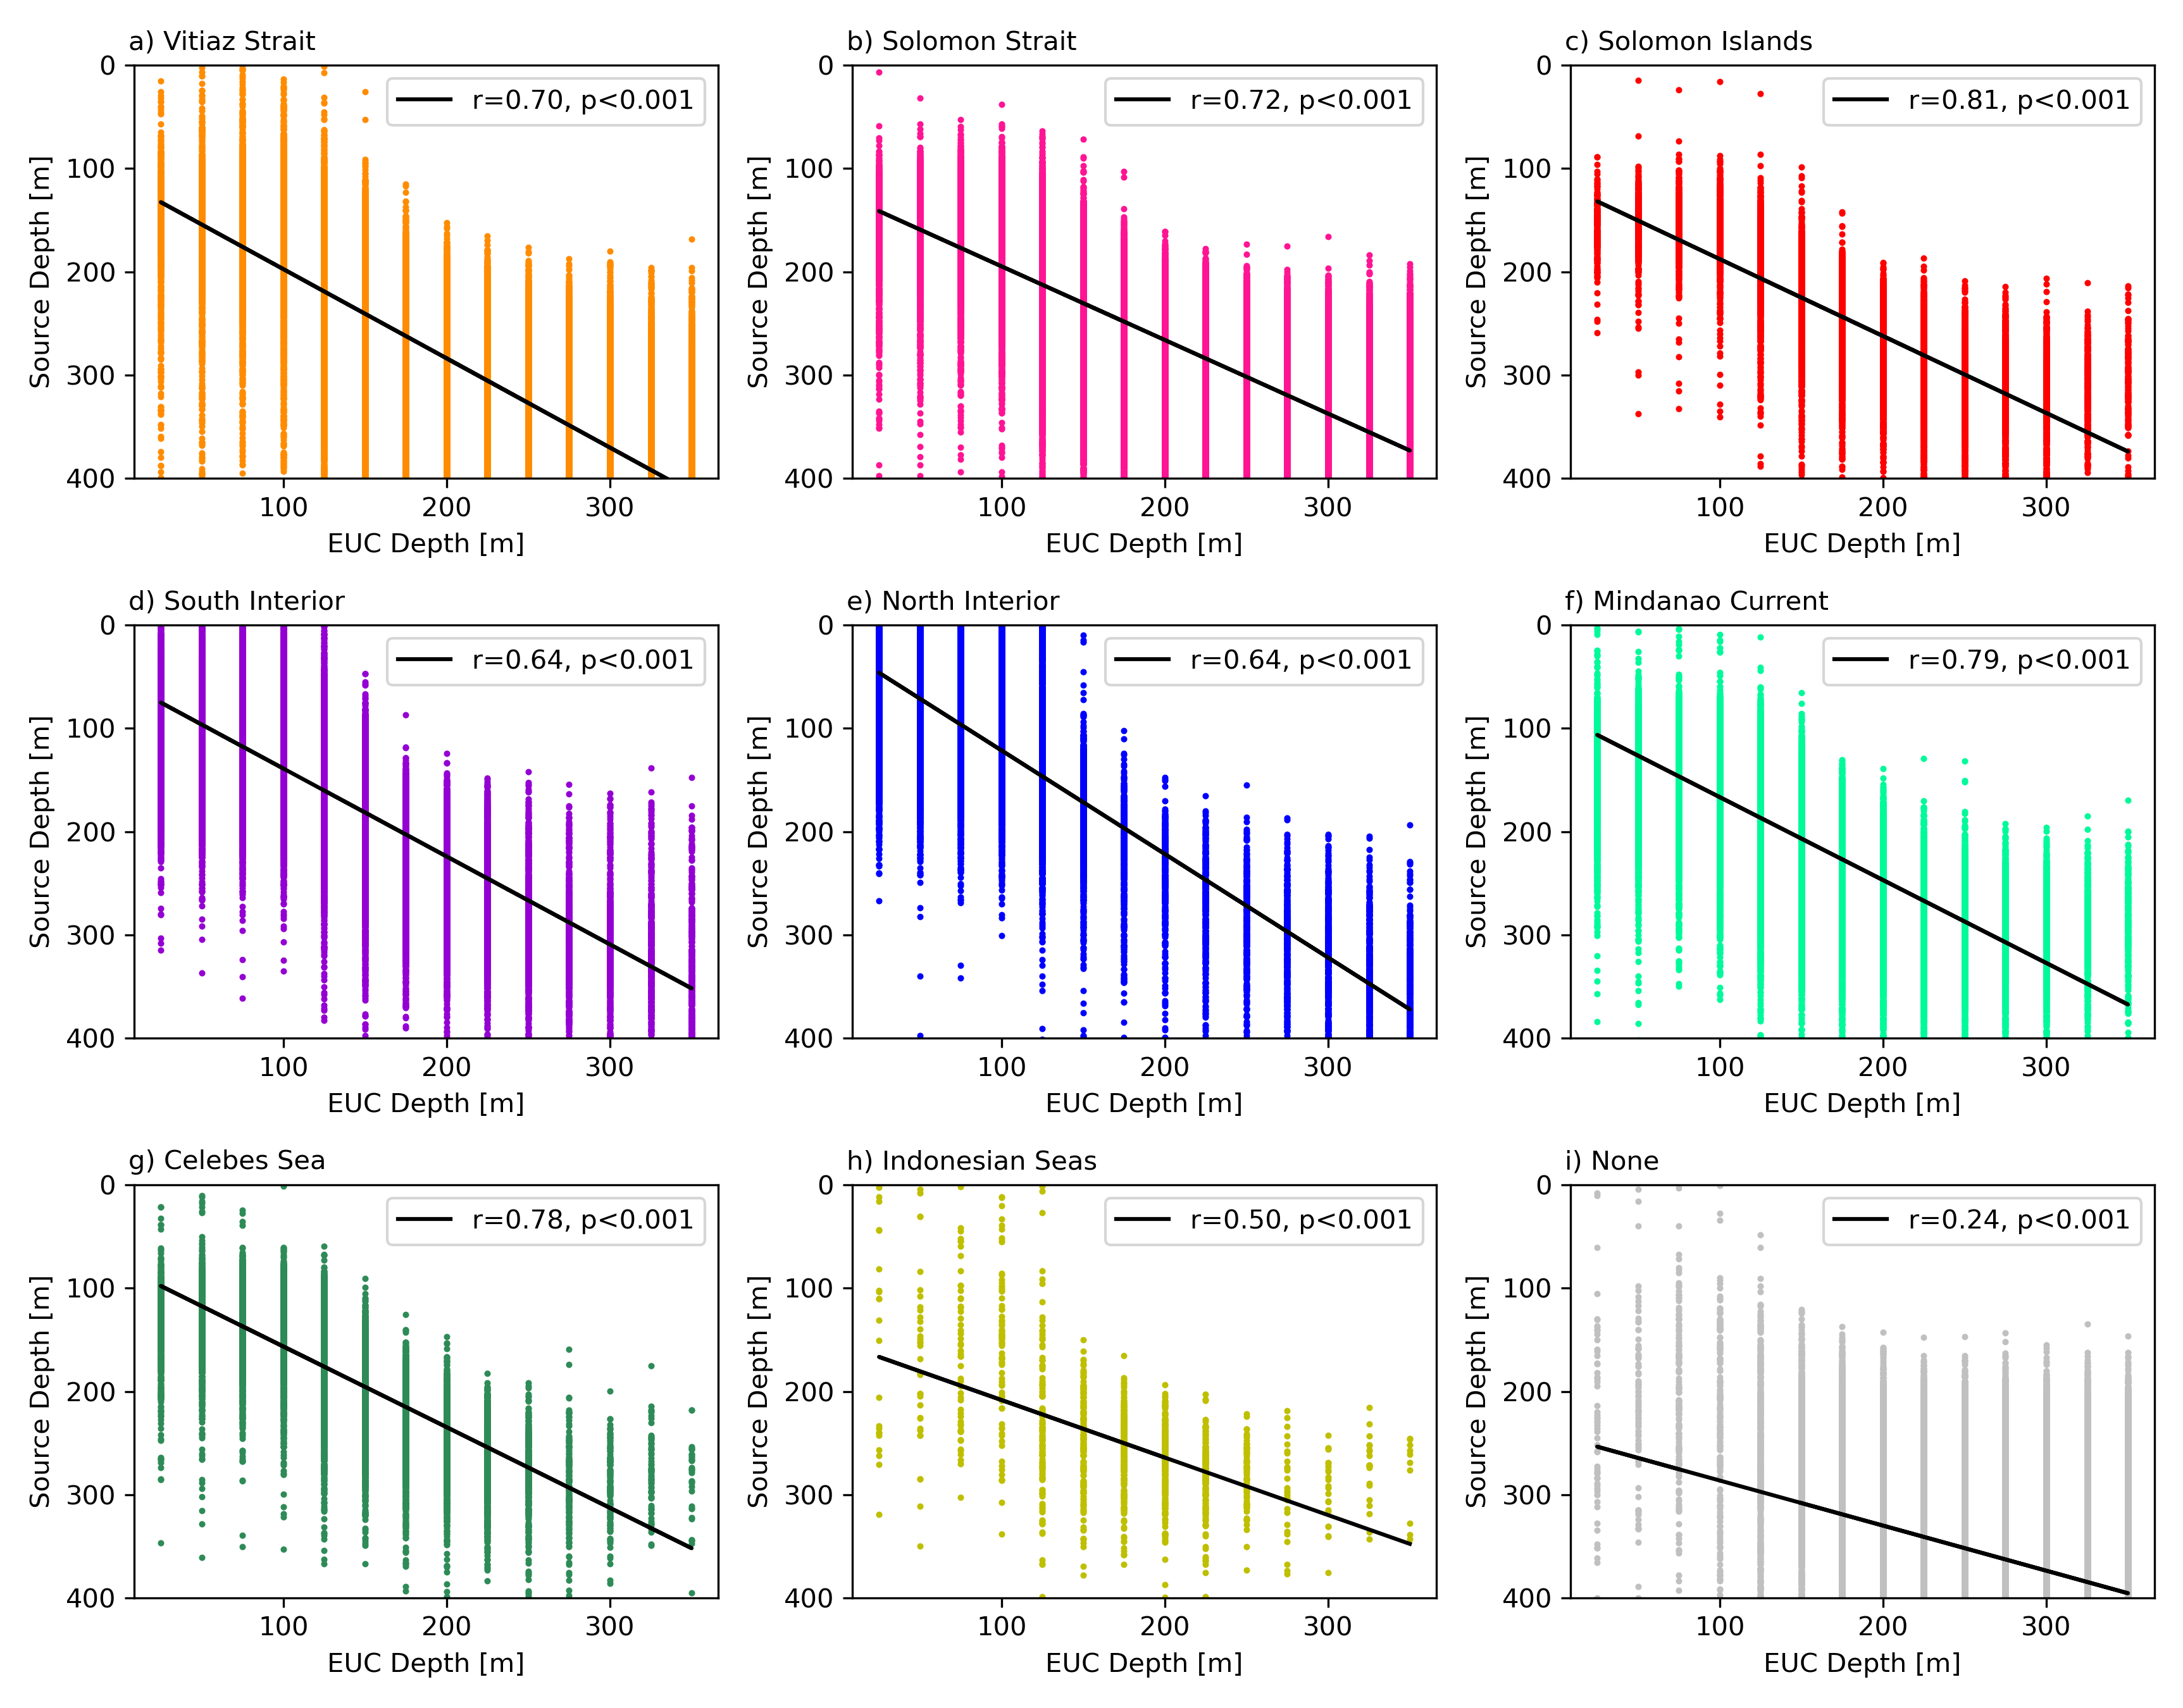 a) Vitiaz Strait
0
100
200
300
400
Source Depth [m]
r=0.70, p<0.001
100 200 300
EUC Depth [m]
b) Solomon Strait
0
100
200
300
400
Source Depth [m]
r=0.72, p<0.001
100 200 300
EUC Depth [m]
c) Solomon Islands
0
100
200
300
400
Source Depth [m]
r=0.81, p<0.001
100 200 300
EUC Depth [m]
d) South Interior
0
100
200
300
400
Source Depth [m]
r=0.64, p<0.001
100 200 300
EUC Depth [m]
e) North Interior
0
100
200
300
400
Source Depth [m]
r=0.64, p<0.001
100 200 300
EUC Depth [m]
f) Mindanao Current
0
100
200
300
400
Source Depth [m]
r=0.79, p<0.001
100 200 300
EUC Depth [m]
g) Celebes Sea
0
100
200
300
400
Source Depth [m]
r=0.78, p<0.001
100 200 300
EUC Depth [m]
h) Indonesian Seas
0
100
200
300
400
Source Depth [m]
r=0.50, p<0.001
100 200 300
EUC Depth [m]
i) None
0
100
200
300
400
Source Depth [m]
r=0.24, p<0.001
100 200 300
EUC Depth [m]